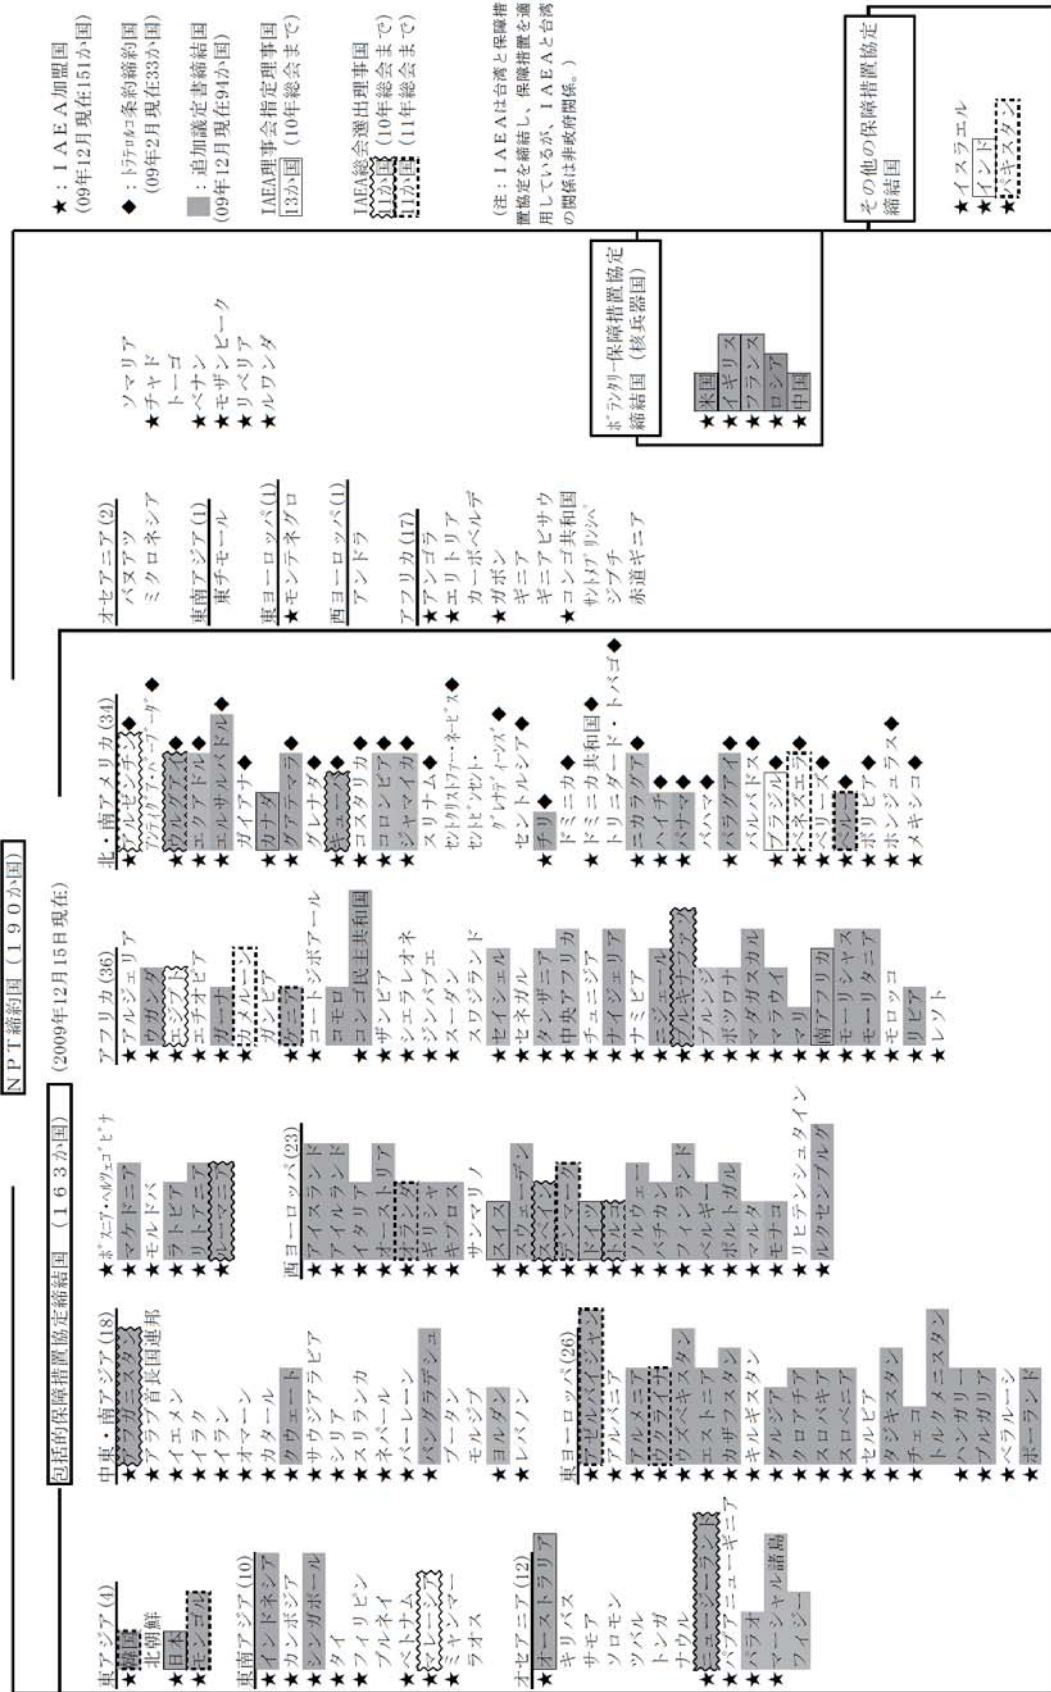 NPT締約国（190か国）
(2009年12月15日現在)
包括的保障措置協定締結国（163か国）
東アジア(4)
★韓国
北朝鮮
★日本
★モンゴル
東南アジア(10)
★インドネシア
★カンボジア
★シンガポール
★タイ
★フィリピン
ブルネイ
★ベトナム
★マレーシア
★ミャンマー
ラオス
オセアニア(12)
★オーストラリア
キリバス
サモア
ソロモン
ツバル
トンガ
ナウル
★ニュージーランド
★パプアニューギニア
★パラオ
★マーシャル諸島
フィジー
中東・南アジア(18)
★アフガニスタン
★アラブ首長国連邦
★イエメン
★イラク
★イラン
★オマーン
★カタール
★クウェート
★サウジアラビア
★シリア
★スリランカ
★ネパール
★バーレーン
★バングラデシュ
ブータン
モルジブ
★ヨルダン
★レバノン
東ヨーロッパ(26)
★アゼルバイジャン
★アルバニア
★アルメニア
★ウクライナ
★ウズベキスタン
★エストニア
★カザフスタン
★キルギスタン
★グルジア
★クロアチア
★スロバキア
★スロベニア
★セルビア
★タジキスタン
★チェコ
トルクメニスタン
★ハンガリー
★ブルガリア
★ベラルーシ
★ポーランド
★ボスニア・ヘルツェゴビナ
★マケドニア
★モルドバ
★ラトビア
★リトアニア
★ルーマニア
西ヨーロッパ(23)
★アイスランド
★アイルランド
★イタリア
★オーストリア
★オランダ
★ギリシャ
★キプロス
サンマリノ
★スイス
★スウェーデン
★スペイン
★デンマーク
★ドイツ
★トルコ
★ノルウェー
★バチカン
★フィンランド
★ベルギー
★ポルトガル
★マルタ
★モナコ
★リヒテンシュタイン
★ルクセンブルグ
アフリカ(36)
★アルジェリア
★ウガンダ
★エジプト
★エチオピア
★ガーナ
★カメルーン
ガンビア
★ケニア
★コートジボアール
コモロ
★コンゴ民主共和国
★ザンビア
★シエラレオネ
★ジンバブエ
★スーダン
スワジランド
★セイシェル
★セネガル
★タンザニア
★中央アフリカ
★チュニジア
★ナイジェリア
★ナミビア
★ニジェール
★ブルキナファソ
★ブルンジ
★ボツワナ
★マダガスカル
★マラウイ
★マリ
★南アフリカ
★モーリシャス
★モーリタニア
★モロッコ
★リビア
★レソト
北・南アメリカ(34)
★アルゼンチン◆
アンティグア・バーブーダ◆
★ウルグアイ◆
★エクアドル◆
★エルサルバドル◆
ガイアナ◆
★カナダ
★グアテマラ◆
グレナダ◆
★キューバ◆
★コスタリカ◆
★コロンビア◆
★ジャマイカ◆
スリナム◆
セントクリストファー・ネービス◆
セントビンセント・
グレナディーンズ◆
セントルシア◆
★チリ◆
ドミニカ◆
★ドミニカ共和国◆
トリニダード・トバゴ◆
★ニカラグア◆
★ハイチ◆
★パナマ◆
バハマ◆
★パラグアイ◆
バルバドス◆
★ブラジル◆
★ベネズエラ◆
★ベリーズ◆
★ペルー◆
★ボリビア◆
★ホンジュラス◆
★メキシコ◆
オセアニア(2)
バヌアツ
ミクロネシア
東南アジア(1)
東チモール
東ヨーロッパ(1)
★モンテネグロ
西ヨーロッパ(1)
アンドラ
アフリカ(17)
★アンゴラ
★エリトリア
カーボベルデ
★ガボン
ギニア
ギニアビサウ
★コンゴ共和国
サントメプリンシペ
ジブチ
赤道ギニア
ソマリア
★チャド
トーゴ
★ベナン
★モザンビーク
★リベリア
★ルワンダ
ボランタリー保障措置協定
締結国（核兵器国）
★米国
★イギリス
★フランス
★ロシア
★中国
★：IAEA加盟国
(09年12月現在151か国)
◆：トラテロルコ条約締約国
(09年2月現在33か国)
：追加議定書締結国
(09年12月現在94か国)
IAEA理事会指定理事国
13か国（10年総会まで）
IAEA総会選出理事国
11か国（10年総会まで）
11か国（11年総会まで）
（注：IAEAは台湾と保障措
置協定を締結し、保障措置を適
用しているが、IAEAと台湾
の関係は非政府間関係。）
その他の保障措置協定
締結国
★イスラエル
★インド
★パキスタン